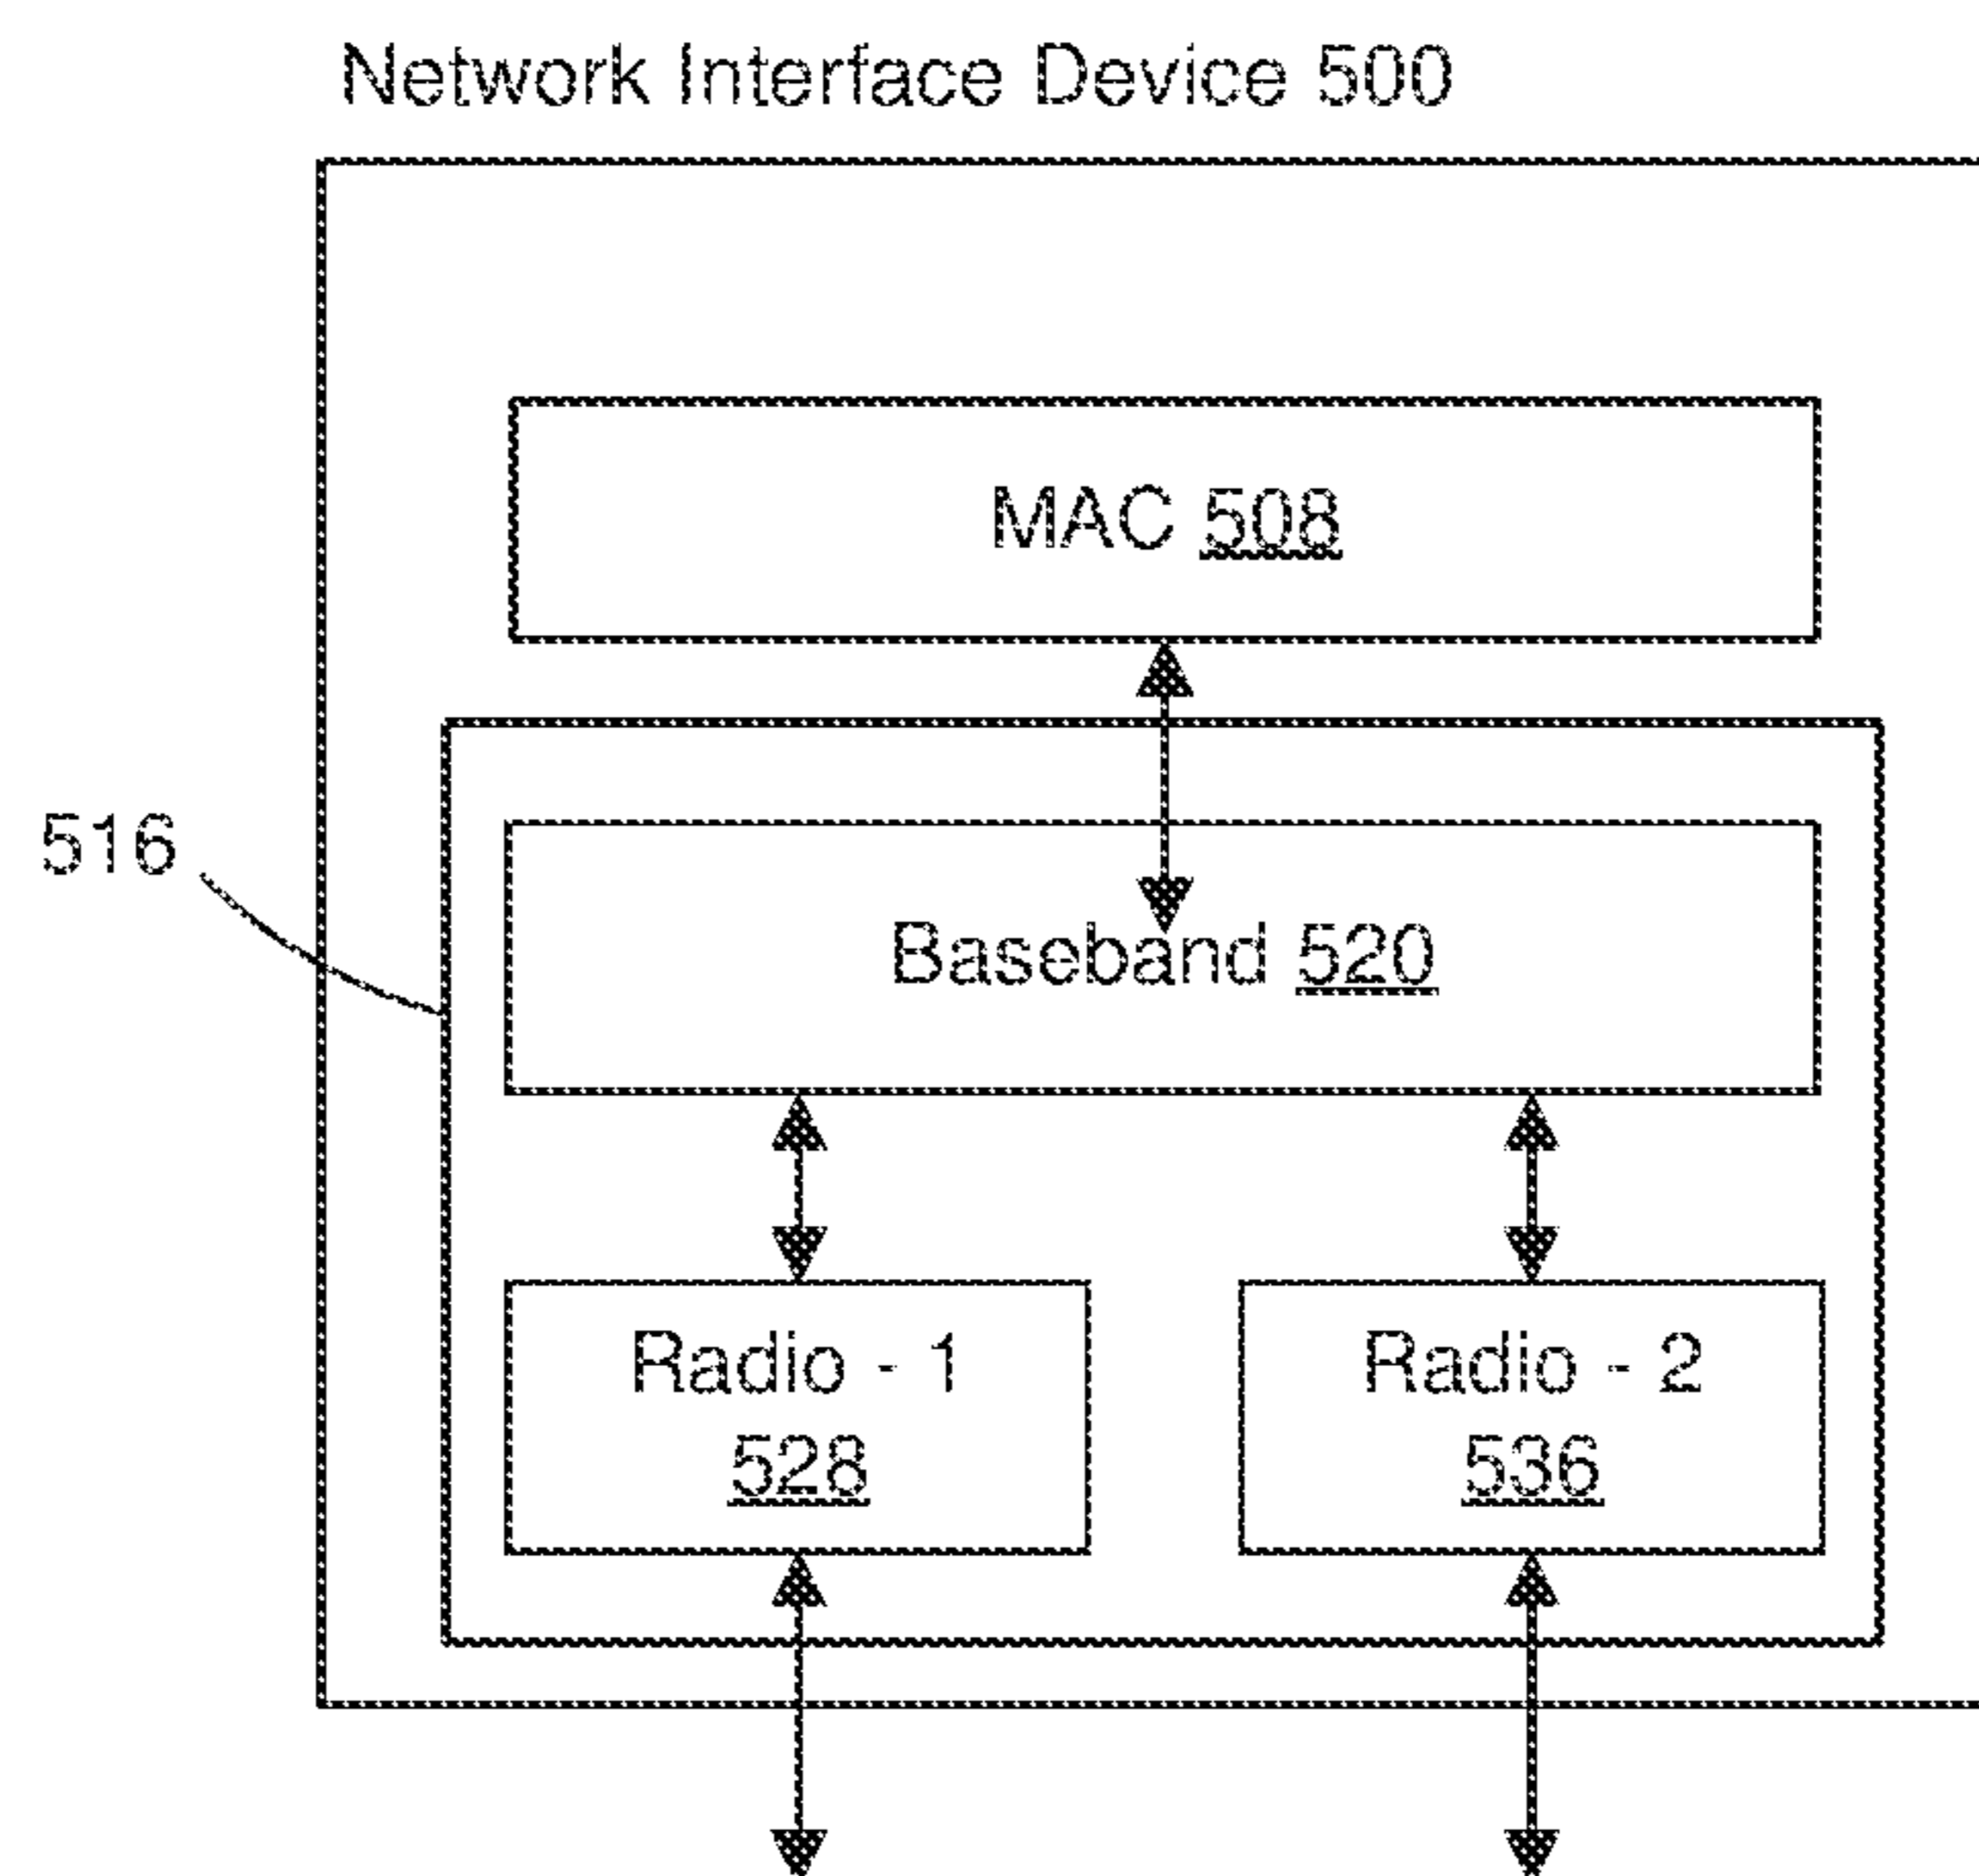 Network Interface Device 500
MAC 508
516
Baseband 520
Radio - 1
528
Radio - 2
536